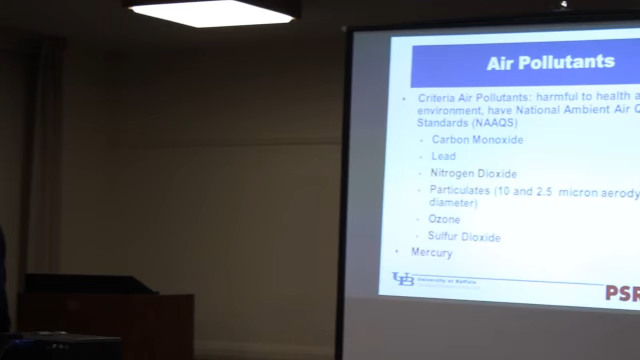 Air Pollutants
• Criteria Air Pollutants: harmful to health a
environment, have National Ambient Air Q
Standards (NAAQS)
- Carbon Monoxide
- Lead
- Nitrogen Dioxide
- Particulates (10 and 2.5 micron aerody
diameter)
- Ozone
- Sulfur Dioxide
• Mercury
UB University at Buffalo
PSR